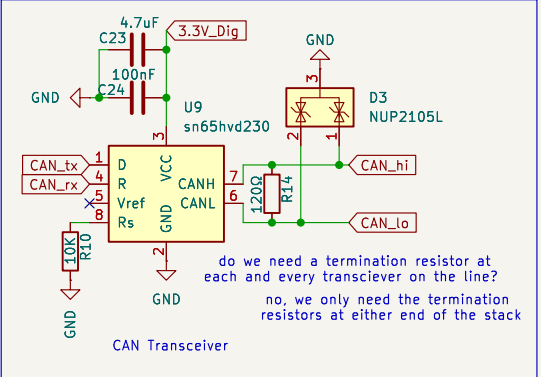 4.7uF
C23
3.3V_Dig
100nF
C24
GND
U9
sn65hvd230
GND
3
D3
NUP2105L
2
1
3
VCC
CAN_tx
1
D
CAN_rx
4
R
5
Vref
8
Rs
CANH
7
CANL
6
GND
2
120Ω
R14
CAN_hi
CAN_lo
10K
R10
GND
GND
do we need a termination resistor at
each and every transciever on the line?
no, we only need the termination
resistors at either end of the stack
CAN Transceiver